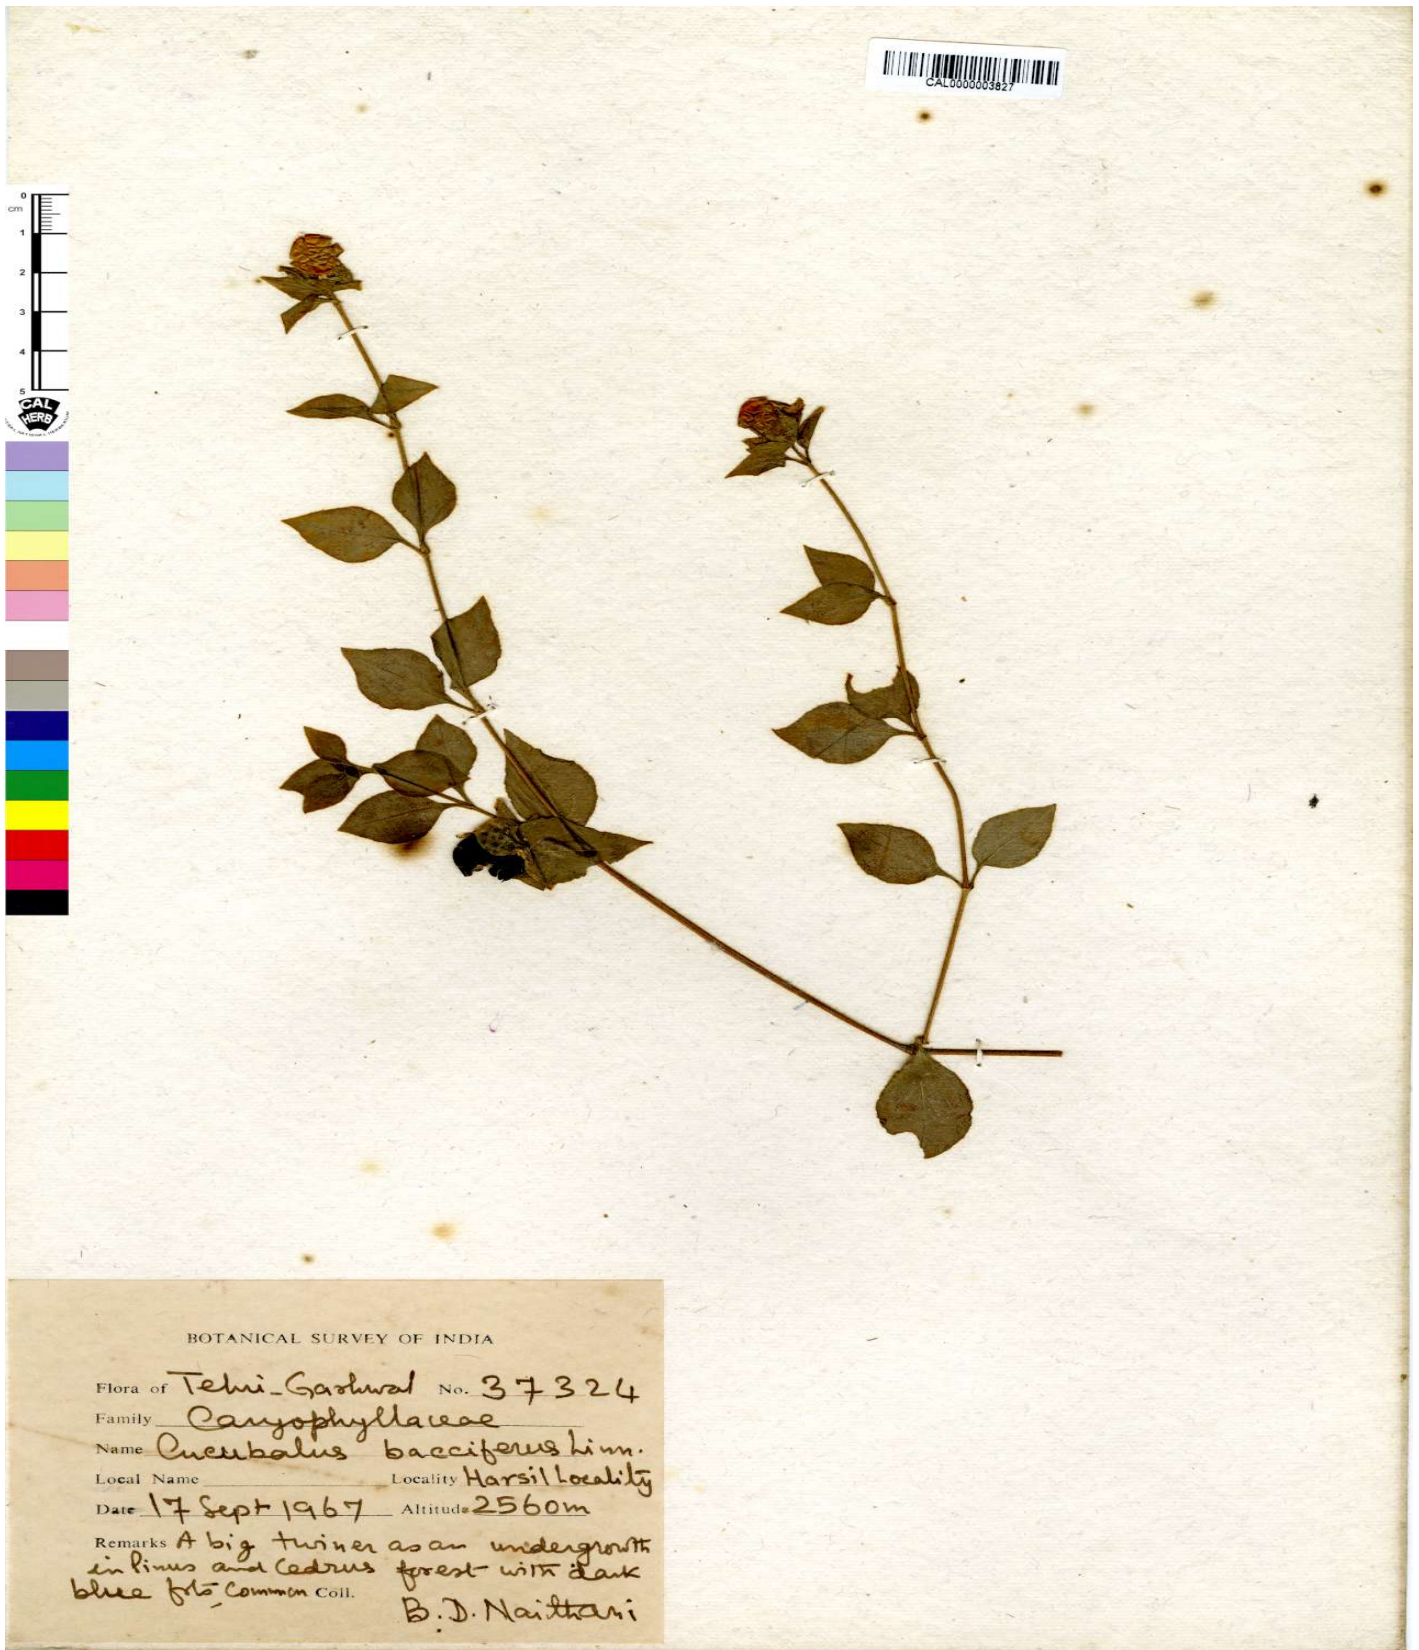 CAL0000003827
0
cm
1
2
3
4
5
CAL
HERB
BOTANICAL SURVEY OF INDIA
Flora of Tehri-Garhwal No. 37324
Family Caryophyllaceae
Name Cucubalus bacciferus Linn.
Local Name Locality Harsil Locality
Date 17 Sept 1967 Altitude 2560m
Remarks A big twiner as an undergrowth
in Pinus and Cedrus forest with dark
blue frts, Common Coll.
B. D. Naithani